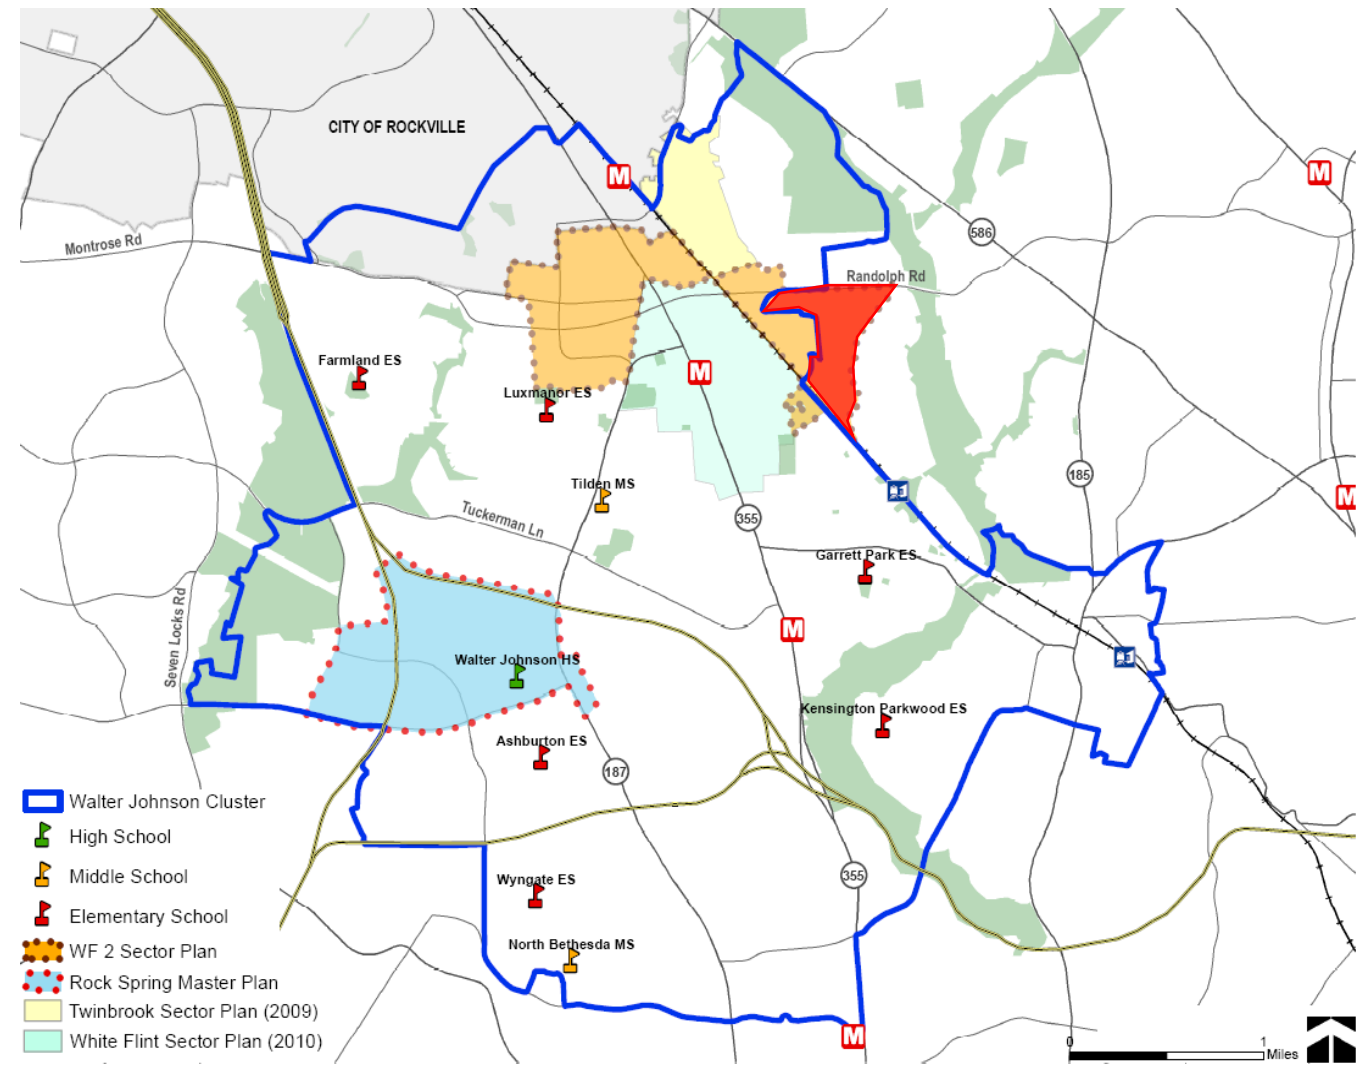 CITY OF ROCKVILLE
M
M
586
Montrose Rd
Randolph Rd
Farmland ES
M
Luxmanor ES
185
Tilden MS
M
355
Tuckerman Ln
Garrett Park ES
Seven Locks Rd
M
Walter Johnson HS
Kensington Parkwood ES
Ashburton ES
187
Walter Johnson Cluster
High School
Middle School
355
Wyngate ES
Elementary School
North Bethesda MS
WF 2 Sector Plan
Rock Spring Master Plan
Twinbrook Sector Plan (2009)
M
White Flint Sector Plan (2010)
0 1
Miles